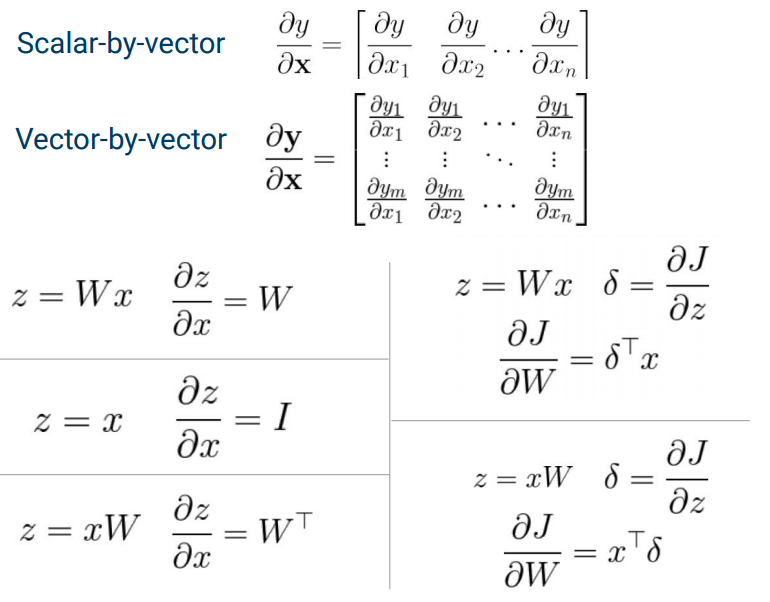 Scalar-by-vector ∂y/∂𝐱 = [∂y/∂x₁ ∂y/∂x₂ ⋯ ∂y/∂xₙ]
Vector-by-vector ∂𝐲/∂𝐱 = [∂y₁/∂x₁ ∂y₁/∂x₂ ⋯ ∂y₁/∂xₙ
⋮ ⋮ ⋱ ⋮
∂yₘ/∂x₁ ∂yₘ/∂x₂ ⋯ ∂yₘ/∂xₙ]
z = Wx ∂z/∂x = W
z = x ∂z/∂x = I
z = xW ∂z/∂x = W⊤
z = Wx δ = ∂J/∂z
∂J/∂W = δ⊤x
z = xW δ = ∂J/∂z
∂J/∂W = x⊤δ